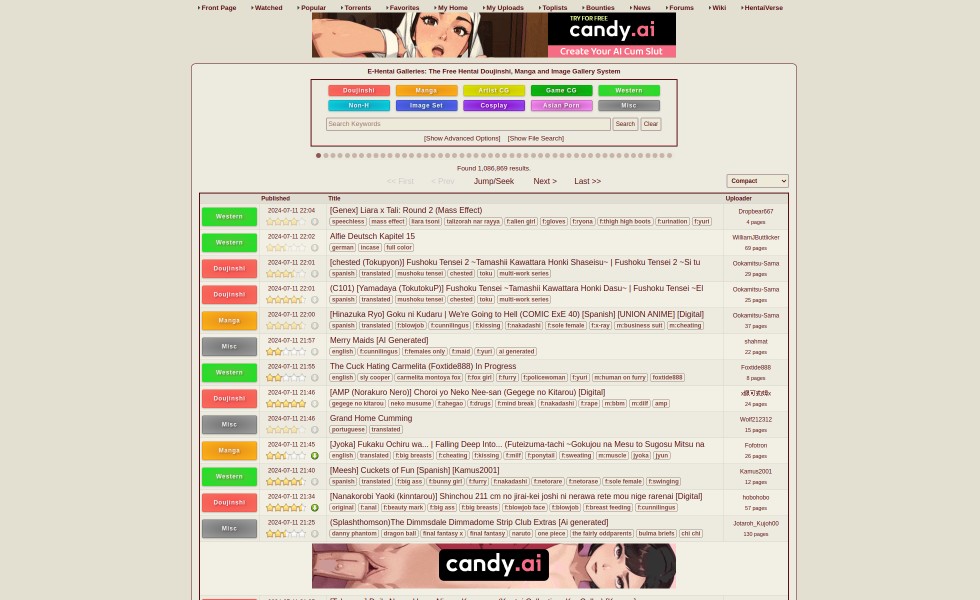 Front Page Watched Popular Torrents Favorites My Home My Uploads Toplists Bounties News Forums Wiki HentaiVerse
TRY FOR FREE
candy.ai
Create Your AI Cum Slut
E-Hentai Galleries: The Free Hentai Doujinshi, Manga and Image Gallery System
Doujinshi Manga Artist CG Game CG Western
Non-H Image Set Cosplay Asian Porn Misc
Search Keywords Search Clear
[Show Advanced Options] [Show File Search]
Found 1,086,869 results.
<< First < Prev Jump/Seek Next > Last >> Compact
Published Title Uploader
Western 2024-07-11 22:04 [Genex] Liara x Tali: Round 2 (Mass Effect) Dropbear667
speechless mass effect liara tsoni talizorah nar rayya f:alien girl f:gloves f:ryona f:thigh high boots f:urination f:yuri 4 pages
Western 2024-07-11 22:02 Alfie Deutsch Kapitel 15 WilliamJButtlicker
german incase full color 69 pages
Doujinshi 2024-07-11 22:01 [chested (Tokupyon)] Fushoku Tensei 2 ~Tamashii Kawattara Honki Shaseisu~ | Fushoku Tensei 2 ~Si tu Ookamitsu-Sama
spanish translated mushoku tensei chested toku multi-work series 29 pages
Doujinshi 2024-07-11 22:01 (C101) [Yamadaya (TokutokuP)] Fushoku Tensei ~Tamashii Kawattara Honki Dasu~ | Fushoku Tensei ~El Ookamitsu-Sama
spanish translated mushoku tensei chested toku multi-work series 25 pages
Manga 2024-07-11 22:00 [Hinazuka Ryo] Goku ni Kudaru | We're Going to Hell (COMIC ExE 40) [Spanish] [UNION ANIME] [Digital] Ookamitsu-Sama
spanish translated f:blowjob f:cunnilingus f:kissing f:nakadashi f:sole female f:x-ray m:business suit m:cheating 37 pages
Misc 2024-07-11 21:57 Merry Maids [AI Generated] shahmat
english f:cunnilingus f:females only f:maid f:yuri ai generated 22 pages
Western 2024-07-11 21:55 The Cuck Hating Carmelita (Foxtide888) In Progress Foxtide888
english sly cooper carmelita montoya fox f:fox girl f:furry f:policewoman f:yuri m:human on furry foxtide888 8 pages
Doujinshi 2024-07-11 21:46 [AMP (Norakuro Nero)] Choroi yo Neko Nee-san (Gegege no Kitarou) [Digital]
gegege no kitarou neko musume f:ahegao f:drugs f:mind break f:nakadashi f:rape m:bbm m:dilf amp 24 pages
Misc 2024-07-11 21:46 Grand Home Cumming Wolf212312
portuguese translated 15 pages
Manga 2024-07-11 21:45 [Jyoka] Fukaku Ochiru wa... | Falling Deep Into... (Futeizuma-tachi ~Gokujou na Mesu to Sugosu Mitsu na Fofotron
english translated f:big breasts f:cheating f:kissing f:milf f:ponytail f:sweating m:muscle jyoka jyun 26 pages
Western 2024-07-11 21:40 [Meesh] Cuckets of Fun [Spanish] [Kamus2001] Kamus2001
spanish translated f:big ass f:bunny girl f:furry f:nakadashi f:netorare f:netorase f:sole female f:swinging 12 pages
Doujinshi 2024-07-11 21:34 [Nanakorobi Yaoki (kinntarou)] Shinchou 211 cm no jirai-kei joshi ni nerawa rete mou nige rarenai [Digital] hobohobo
original f:anal f:beauty mark f:big ass f:big breasts f:blowjob face f:blowjob f:breast feeding f:cunnilingus 57 pages
Misc 2024-07-11 21:25 (Splashthomson)The Dimmsdale Dimmadome Strip Club Extras [Ai generated] Jotaroh_Kujoh00
danny phantom dragon ball final fantasy x final fantasy naruto one piece the fairly oddparents bulma briefs chi chi 130 pages
candy.ai